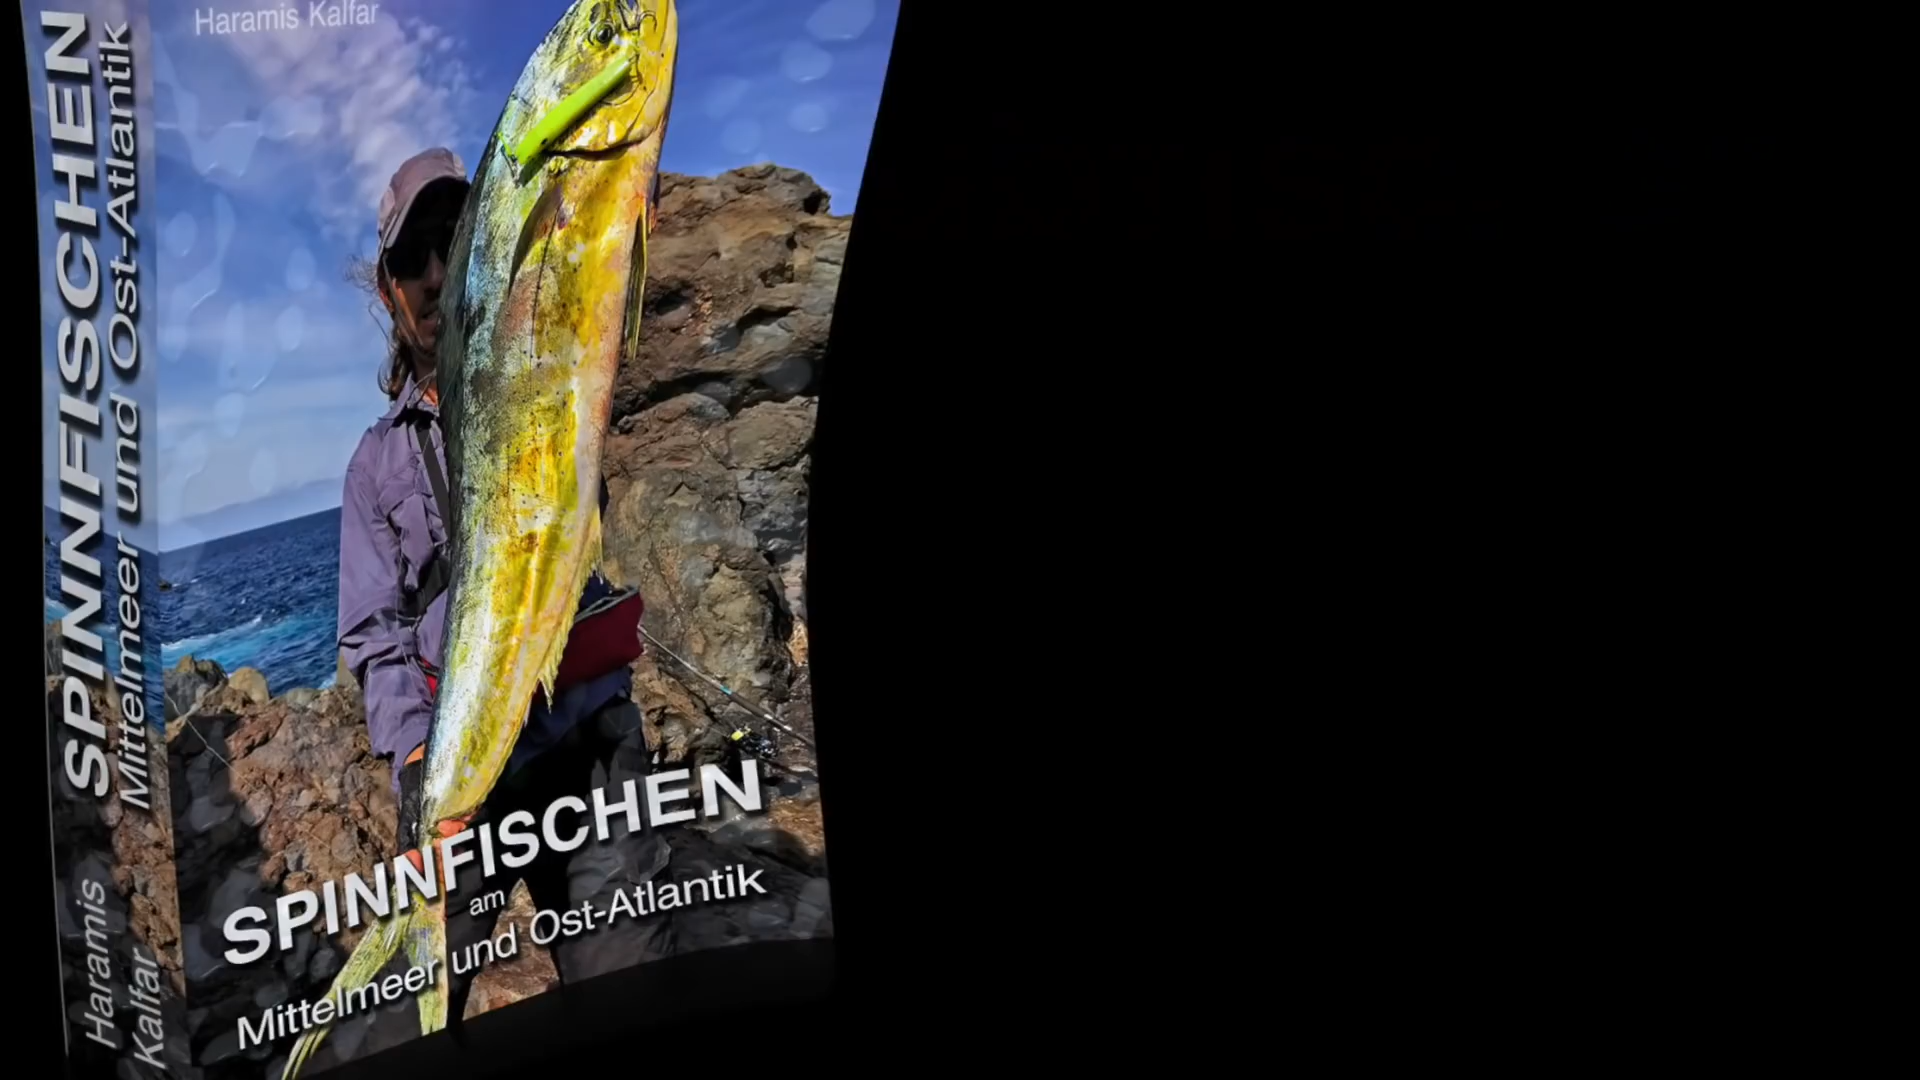 Haramis Kalfar
SPINNFISCHEN
am
Mittelmeer und Ost-Atlantik
SPINNFISCHEN
Mittelmeer und Ost-Atlantik
Haramis
Kalfar